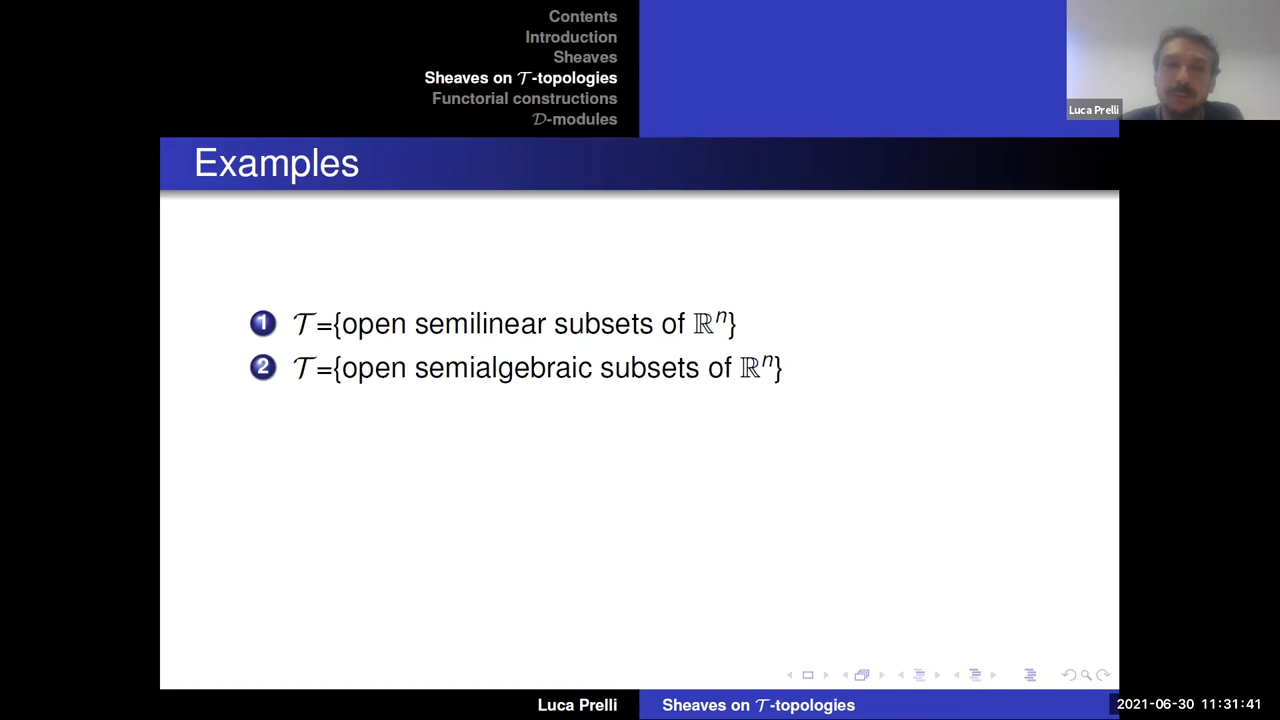 Contents
Introduction
Sheaves
Sheaves on 𝒯-topologies
Functorial constructions
𝒟-modules
Luca Prelli
Examples
1 𝒯={open semilinear subsets of ℝⁿ}
2 𝒯={open semialgebraic subsets of ℝⁿ}
Luca Prelli
Sheaves on 𝒯-topologies
2021-06-30 11:31:41